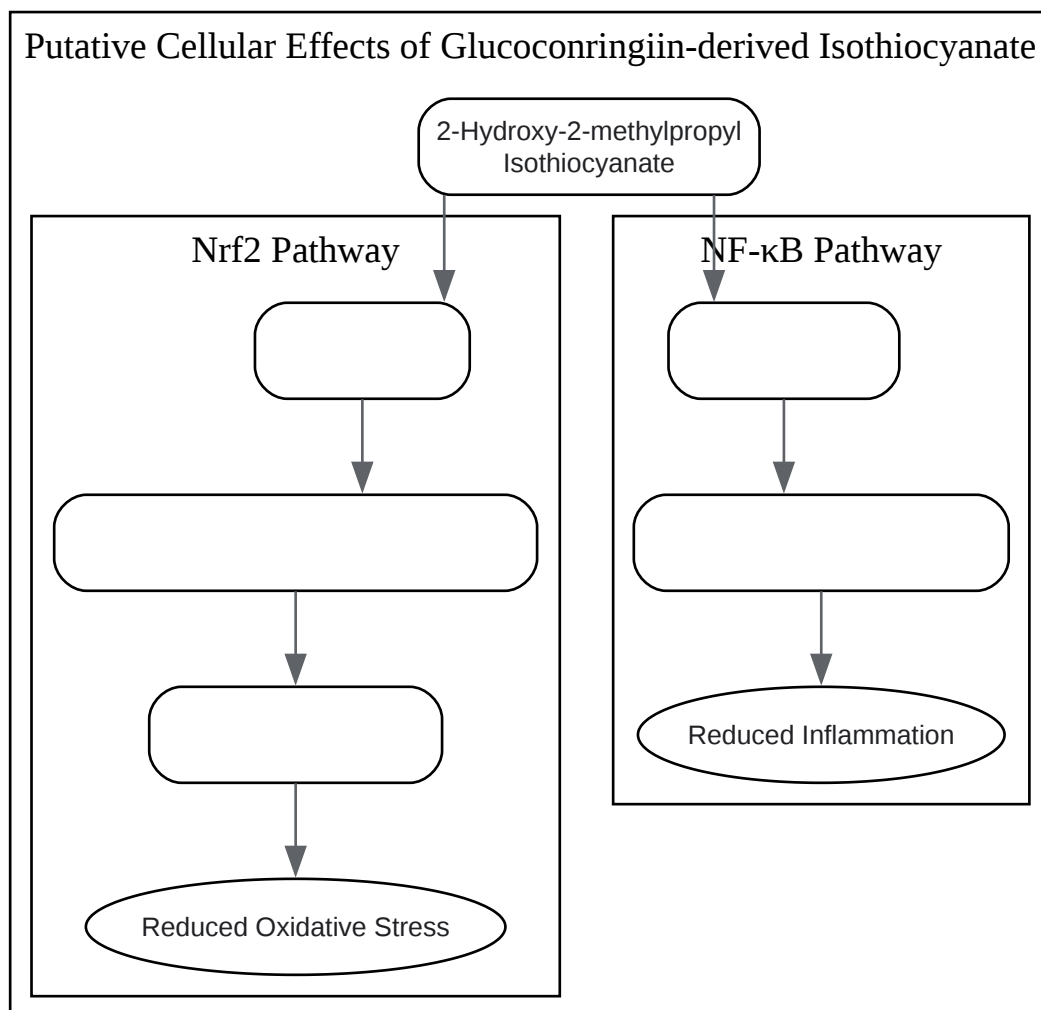 Putative Cellular Effects of Glucoconringiin-derived Isothiocyanate
2-Hydroxy-2-methylpropyl
Isothiocyanate
Nrf2 Pathway
NF-κB Pathway
Reduced Inflammation
Reduced Oxidative Stress